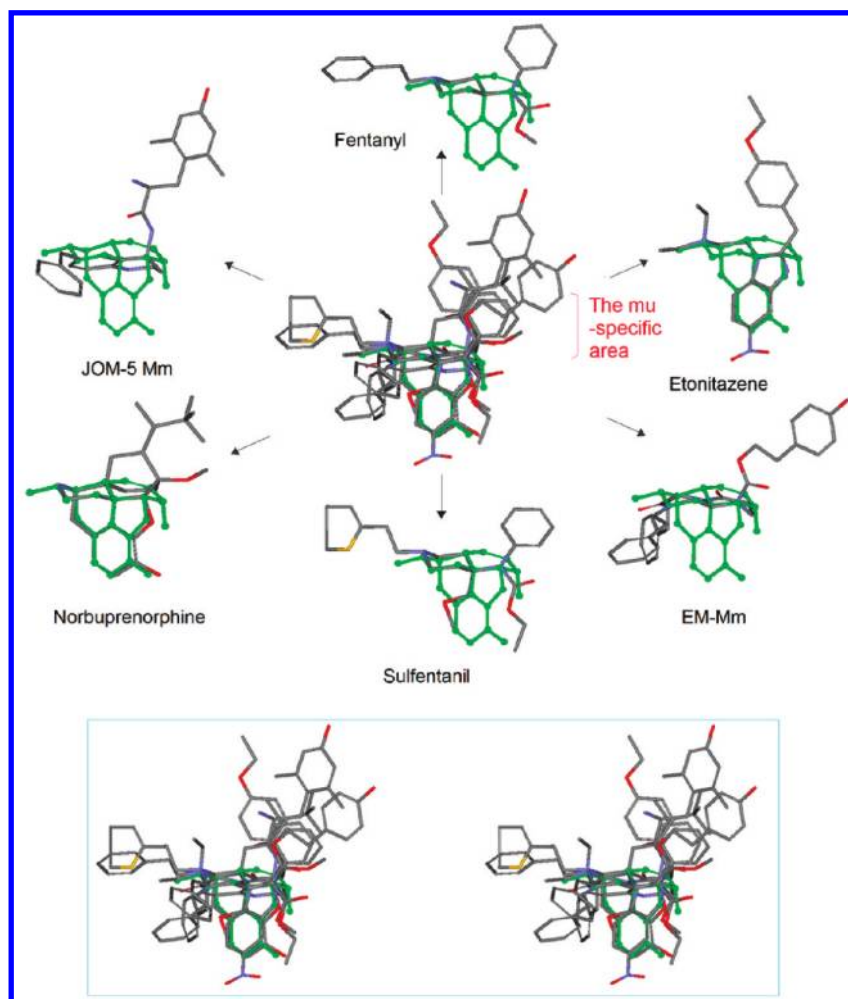 Fentanyl
JOM-5 Mm
Etonitazene
The mu
-specific
area
Norbuprenorphine
EM-Mm
Sulfentanil